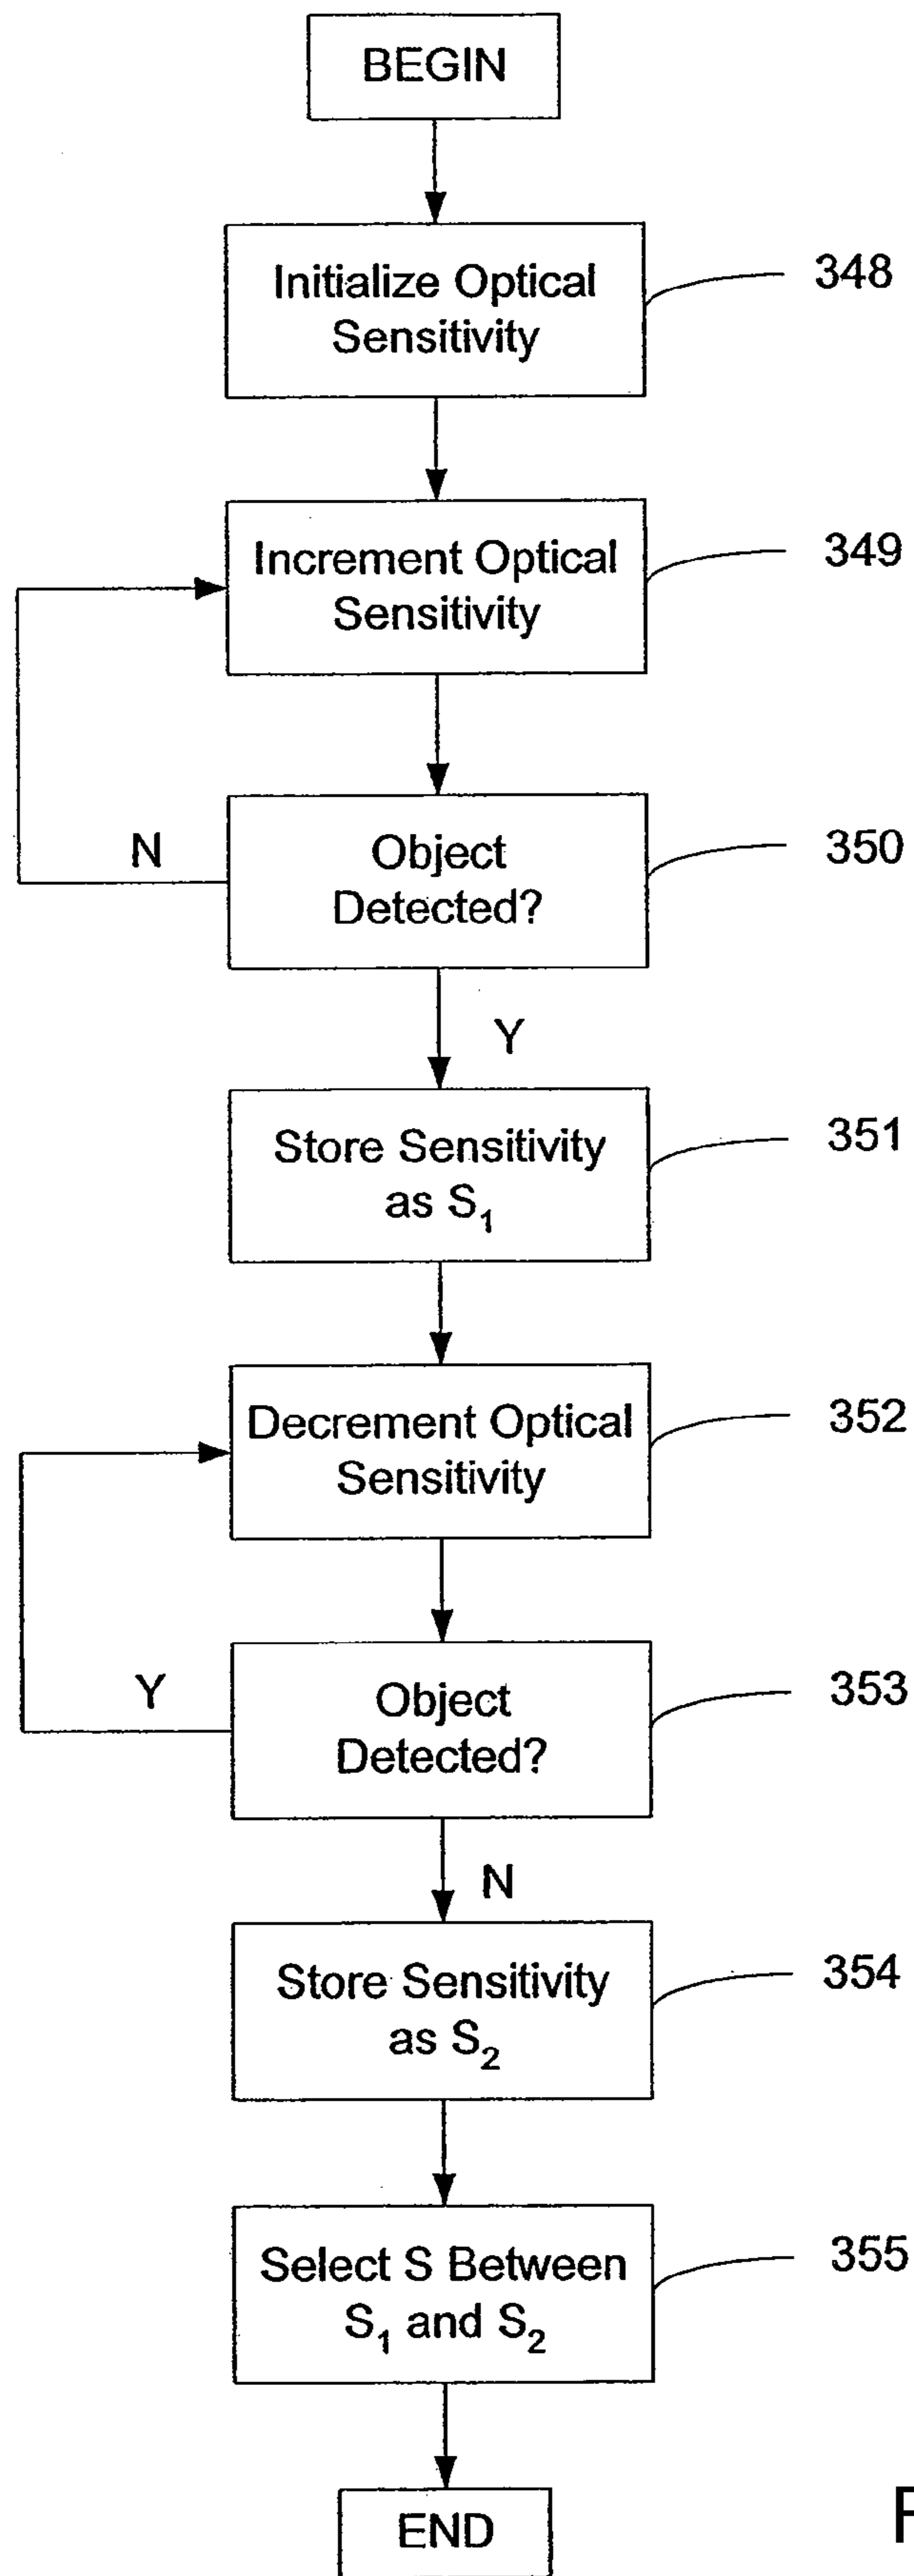 BEGIN
Initialize Optical
Sensitivity
348
Increment Optical
Sensitivity
349
Object
Detected?
350
N
Y
Store Sensitivity
as S₁
351
Decrement Optical
Sensitivity
352
Object
Detected?
353
Y
N
Store Sensitivity
as S₂
354
Select S Between
S₁ and S₂
355
END